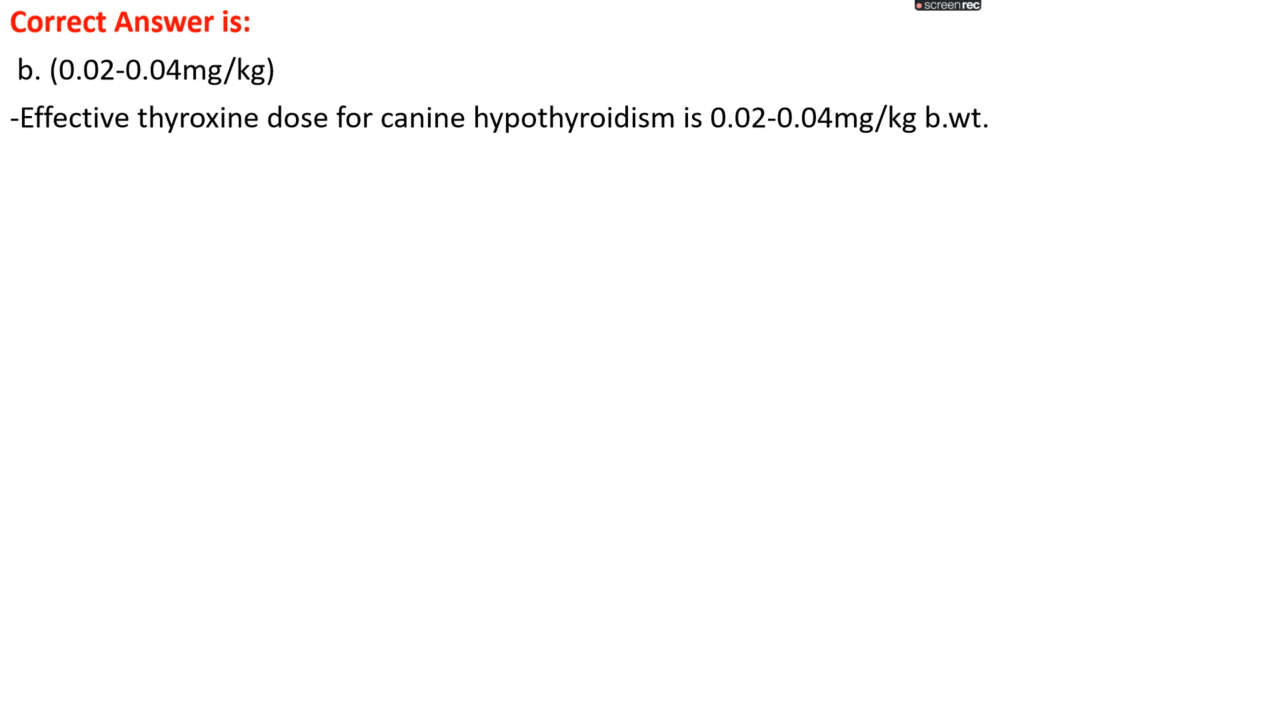 screenrec
Correct Answer is:
b. (0.02-0.04mg/kg)
-Effective thyroxine dose for canine hypothyroidism is 0.02-0.04mg/kg b.wt.